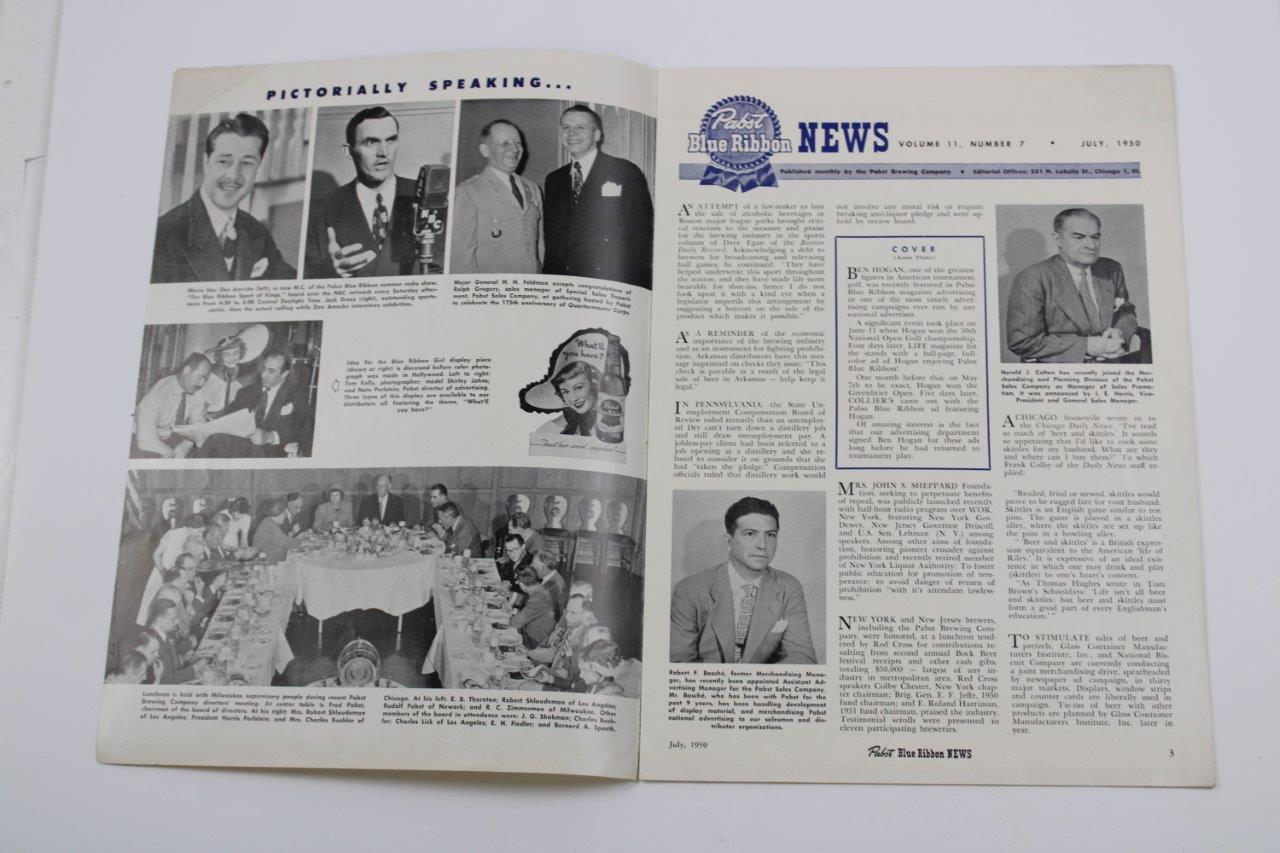 PICTORIALLY SPEAKING...
Movie Star Don Ameche (left), is new M.C. of the Pabst Blue Ribbon summer radio show,
"The Blue Ribbon Sport of Kings," heard over the NBC network every Saturday after-
noon from 4:30 to 5:00 Central Daylight Time. Jack Drees (right), outstanding sports-
caster, does the actual calling while Don Ameche interviews celebrities.
Major General H. H. Feldman accepts congratulations of
Ralph Gregory, sales manager of Special Sales Depart-
ment, Pabst Sales Company, at gathering hosted by Pabst
to celebrate the 175th anniversary of Quartermaster Corps.
Idea for the Blue Ribbon Girl display piece
(shown at right) is discussed before color photo-
graph was made in Hollywood. Left to right:
Tom Kelly, photographer; model Shirley Johns;
and Nate Perlstein; Pabst director of advertising.
Three types of this display are available to our
distributors all featuring the theme, "What'll
you have?"
What'll
you have?
Pabst
Blue Ribbon
Finest beer served... anywhere!
Luncheon is held with Milwaukee supervisory people during recent Pabst
Brewing Company directors' meeting. At center table is Fred Pabst,
chairman of the board of directors. At his right: Mrs. Robert Shlaudeman
of Los Angeles; President Harris Perlstein; and Mrs. Charles Buehler of
Chicago. At his left: E. B. Thornton; Robert Shlaudeman of Los Angeles;
Rudolf Pabst of Newark; and R. C. Zimmerman of Milwaukee. Other
members of the board in attendance were: J. G. Shakman; Charles Bueh-
ler; Charles Lick of Los Angeles; E. H. Fiedler; and Bernard A. Spaeth.
Pabst
Blue Ribbon
NEWS
VOLUME 11, NUMBER 7 • JULY, 1950
Published monthly by the Pabst Brewing Company • Editorial Offices: 221 N. LaSalle St., Chicago 1, Ill.
AN ATTEMPT of a law-maker to ban
the sale of alcoholic beverages in
Boston major league parks brought criti-
cal reaction to the measure and praise
for the brewing industry in the sports
column of Dave Egan of the Boston
Daily Record. Acknowledging a debt to
brewers for broadcasting and televising
ball games, he continued: "They have
helped underwrite this sport throughout
the nation, and they have made life more
bearable for shut-ins, hence I do not
look upon it with a kind eye when a
legislator imperils this arrangement by
suggesting a boycott on the sale of the
product which makes it possible."
AS A REMINDER of the economic
importance of the brewing industry
and as an instrument for fighting prohibi-
tion, Arkansas distributors have this mes-
sage imprinted on checks they issue: "This
check is payable as a result of the legal
sale of beer in Arkansas — help keep it
legal."
IN PENNSYLVANIA, the State Un-
employment Compensation Board of
Review ruled recently that an unemploy-
ed Dry can't turn down a distillery job
and still draw unemployment pay. A
jobless-pay client had been referred to a
job opening at a distillery and she re-
fused to consider it on grounds that she
had "taken the pledge." Compensation
officials ruled that distillery work would
Robert F. Bosché, former Merchandising Mana-
ger, has recently been appointed Assistant Ad-
vertising Manager for the Pabst Sales Company.
Mr. Bosché, who has been with Pabst for the
past 9 years, has been handling development
of display material, and merchandising Pabst
national advertising to our salesmen and dis-
tributor organizations.
not involve any moral risk or require
breaking anti-liquor pledge and were up-
held by review board.
COVER
(Acme Photo)
BEN HOGAN, one of the greatest
figures in American tournament
golf, was recently featured in Pabst
Blue Ribbon magazine advertising
in one of the most timely adver-
tising campaigns ever run by any
national advertiser.
A significant event took place on
June 11 when Hogan won the 50th
National Open Golf championship.
Four days later, LIFE magazine hit
the stands with a full-page, full-
color ad of Hogan enjoying Pabst
Blue Ribbon!
One month before this, on May
7th to be exact, Hogan won the
Greenbrier Open. Five days later,
COLLIER'S came out with the
Pabst Blue Ribbon ad featuring
Hogan.
Of amazing interest is the fact
that our advertising department
signed Ben Hogan for these ads
long before he had returned to
tournament play.
MRS. JOHN S. SHEPPARD Founda-
tion, seeking to perpetuate benefits
of repeal, was publicly launched recently
with half-hour radio program over WOR,
New York, featuring New York Gov.
Dewey, New Jersey Governor Driscoll
and U.S. Sen. Lehman (N. Y.) among
speakers. Among other aims of founda-
tion, honoring pioneer crusader against
prohibition and recently retired member
of New York Liquor Authority: To foster
public education for promotion of tem-
perance; to avoid danger of return of
prohibition "with it's attendant lawless-
ness."
NEW YORK and New Jersey brewers,
including the Pabst Brewing Com-
pany, were honored, at a luncheon tend-
ered by Red Cross for contributions re-
sulting from second annual Bock Beer
festival receipts and other cash gifts,
totaling $50,000 — largest of any in-
dustry in metropolitan area. Red Cross
speakers Colby Chester, New York chap-
ter chairman; Brig. Gen. E. F. Jeffe, 1950
fund chairman; and E. Roland Harriman,
1951 fund chairman, praised the industry.
Testimonial scrolls were presented to
eleven participating breweries.
Harold J. Colten has recently joined the Mer-
chandising and Planning Division of the Pabst
Sales Company as Manager of Sales Promo-
tion, it was announced by I. E. Harris, Vice-
President and General Sales Manager.
A CHICAGO housewife wrote in to
the Chicago Daily News: "I've read
so much of 'beer and skittles.' It sounds
so appetizing that I'd like to cook some
skittles for my husband. What are they
and where can I buy them?" To which
Frank Colby of the Daily News staff re-
plied:
"Broiled, fried or stewed, skittles would
prove to be rugged fare for your husband.
Skittles is an English game similar to ten
pins. The game is played in a skittles
alley, where the skittles are set up like
the pins in a bowling alley.
"'Beer and skittles' is a British expres-
sion equivalent to the American 'life of
Riley.' It is expressive of an ideal exis-
tence in which one may drink and play
(skittles) to one's heart's content.
"As Thomas Hughes wrote in Tom
Brown's Schooldays: 'Life isn't all beer
and skittles; but beer and skittles must
form a good part of every Englishman's
education.'"
TO STIMULATE sales of beer and
pretzels, Glass Container Manufac-
turers Institute, Inc., and National Bis-
cuit Company are currently conducting
a joint merchandising drive, spearheaded
by newspaper ad campaign, in thirty
major markets. Displays, window strips
and counter cards are liberally used in
campaign. Tie-ins of beer with other
products are planned by Glass Container
Manufacturers Institute, Inc. later in
year.
July, 1950
Pabst Blue Ribbon NEWS
3